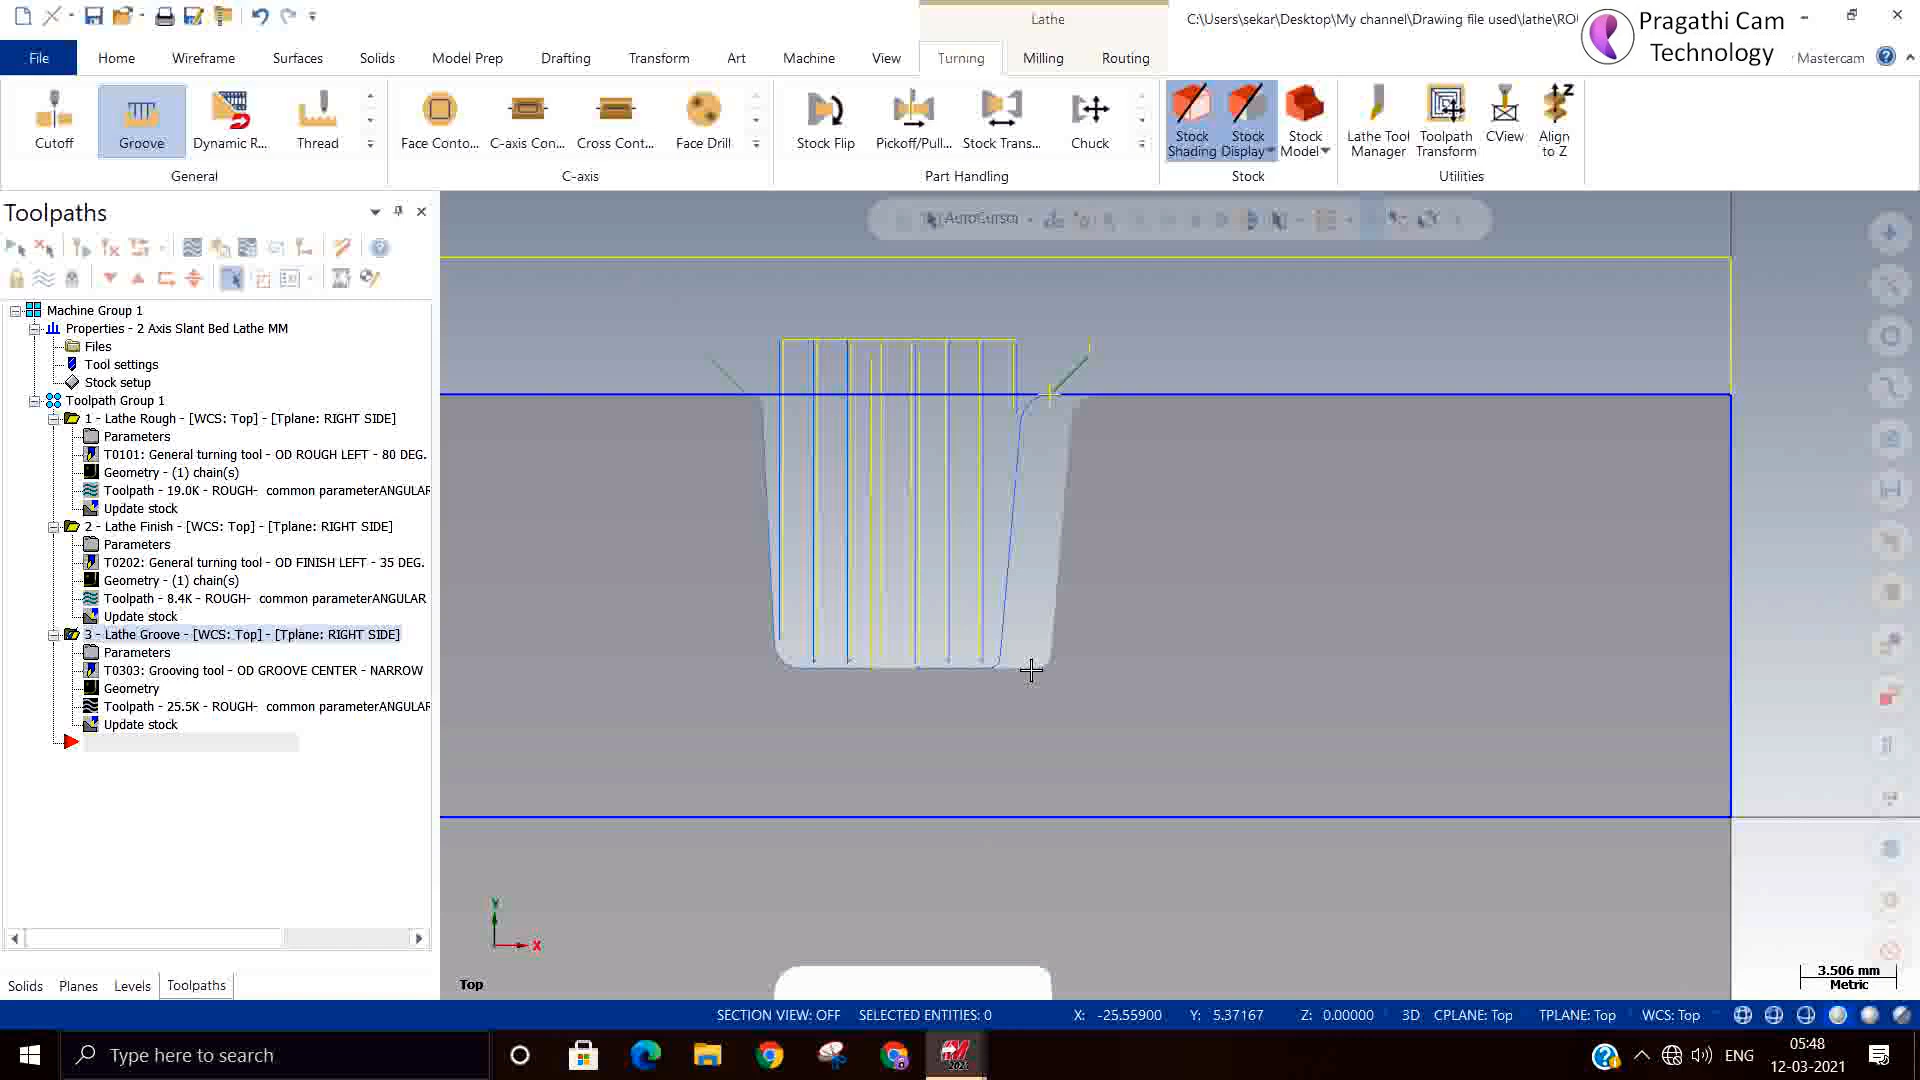 Lathe
C:\Users\sekar\Desktop\My channel\Drawing file used\lathe\ROU
Pragathi Cam
Technology
File
Home
Wireframe
Surfaces
Solids
Model Prep
Drafting
Transform
Art
Machine
View
Turning
Milling
Routing
Mastercam
Cutoff
Groove
Dynamic R...
Thread
Face Conto...
C-axis Con...
Cross Cont...
Face Drill
Stock Flip
Pickoff/Pull...
Stock Trans...
Chuck
Stock
Shading
Stock
Display
Stock
Model
Lathe Tool
Manager
Toolpath
Transform
CView
Align
to Z
General
C-axis
Part Handling
Stock
Utilities
Toolpaths
AutoCursor
Machine Group 1
Properties - 2 Axis Slant Bed Lathe MM
Files
Tool settings
Stock setup
Toolpath Group 1
1 - Lathe Rough - [WCS: Top] - [Tplane: RIGHT SIDE]
Parameters
T0101: General turning tool - OD ROUGH LEFT - 80 DEG.
Geometry - (1) chain(s)
Toolpath - 19.0K - ROUGH- common parameterANGULAR
Update stock
2 - Lathe Finish - [WCS: Top] - [Tplane: RIGHT SIDE]
Parameters
T0202: General turning tool - OD FINISH LEFT - 35 DEG.
Geometry - (1) chain(s)
Toolpath - 8.4K - ROUGH- common parameterANGULAR
Update stock
3 - Lathe Groove - [WCS: Top] - [Tplane: RIGHT SIDE]
Parameters
T0303: Grooving tool - OD GROOVE CENTER - NARROW
Geometry
Toolpath - 25.5K - ROUGH- common parameterANGULAR
Update stock
Y
X
Top
3.506 mm
Metric
Solids
Planes
Levels
Toolpaths
SECTION VIEW: OFF
SELECTED ENTITIES: 0
X: -25.55900
Y: 5.37167
Z: 0.00000
3D
CPLANE: Top
TPLANE: Top
WCS: Top
Type here to search
2021
ENG
05:48
12-03-2021